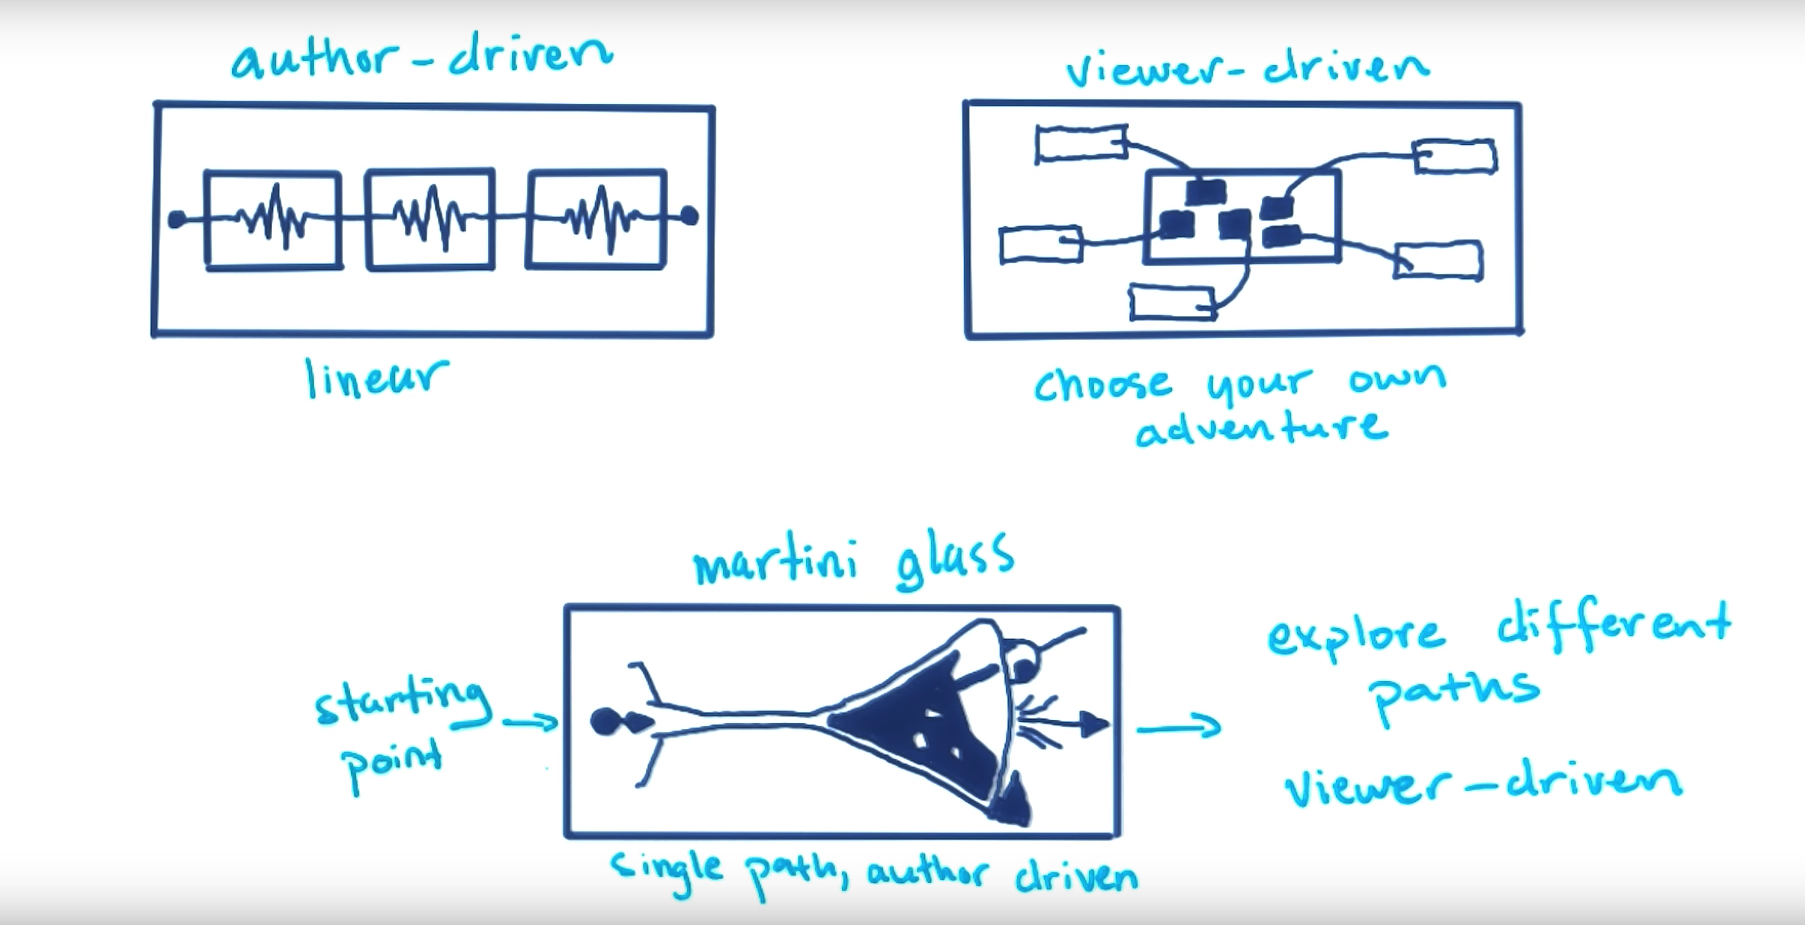 author-driven
viewer-driven
linear
choose your own
adventure
martini glass
starting
point
explore different
paths
viewer-driven
single path, author driven